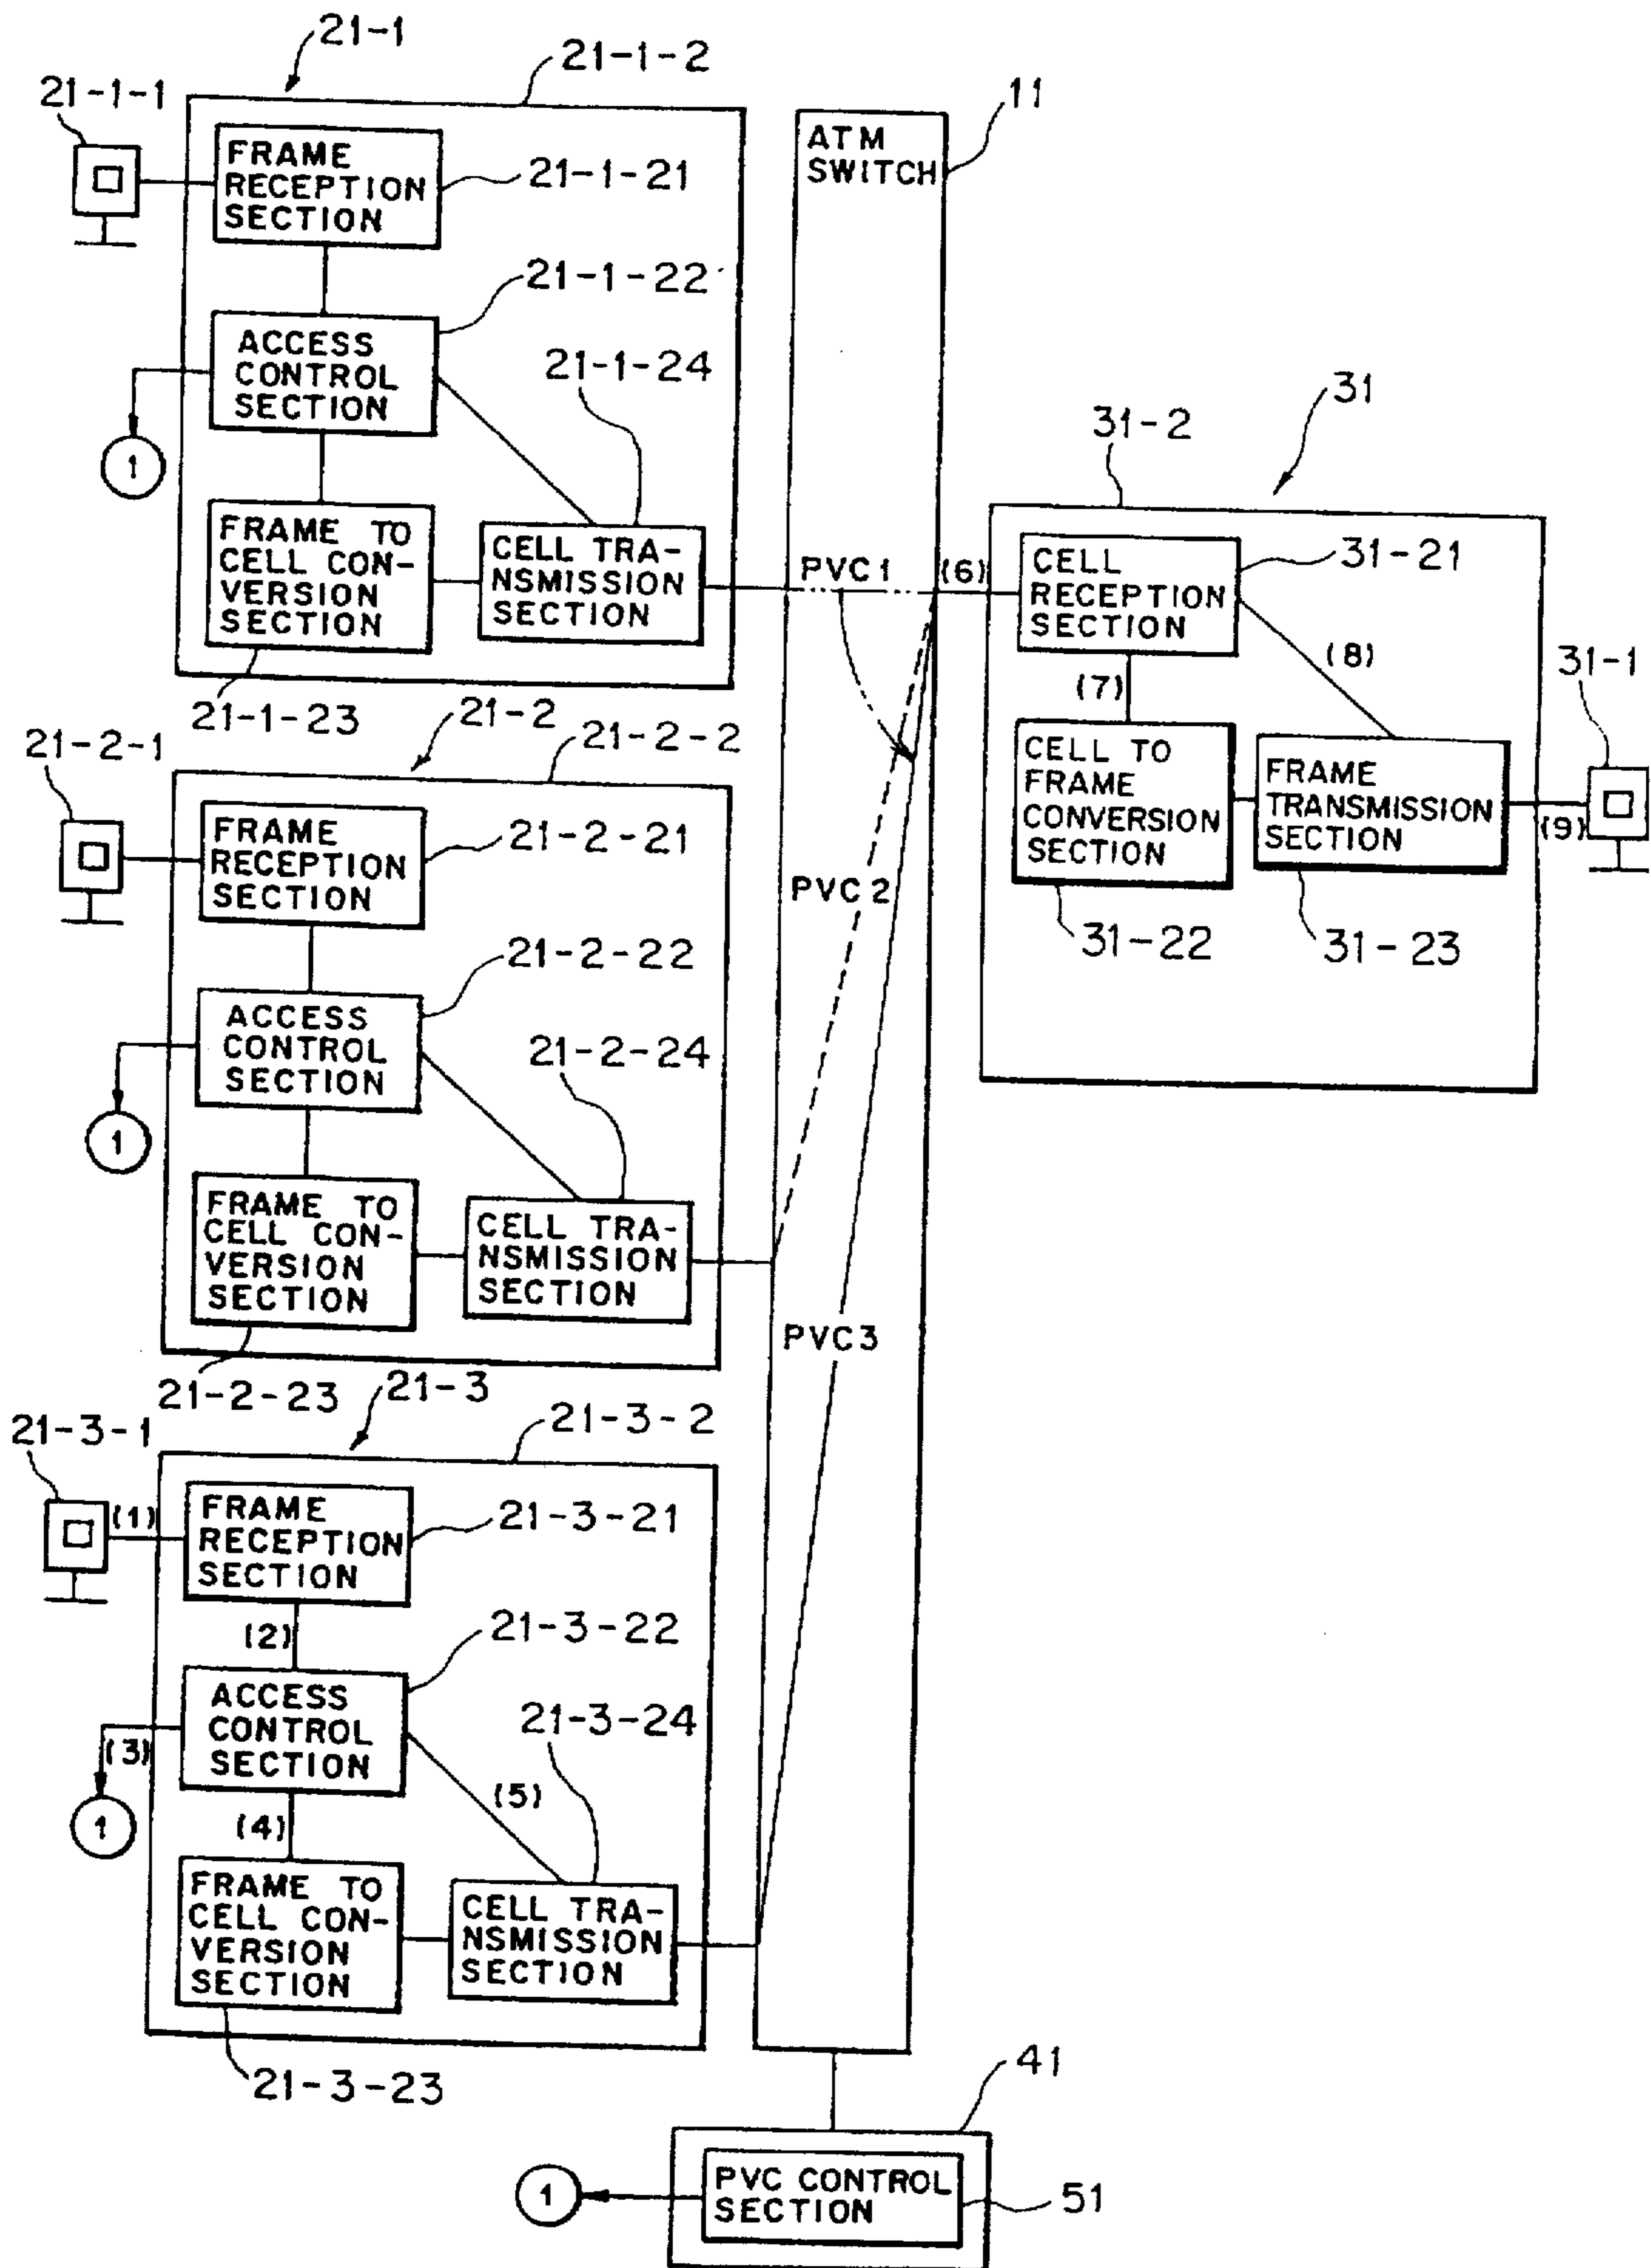 21-1
21-1-2
21-1-1
11
FRAME
RECEPTION
SECTION
21-1-21
ATM
SWITCH
21-1-22
ACCESS
CONTROL
SECTION
21-1-24
1
FRAME TO
CELL CON-
VERSION
SECTION
CELL TRA-
NSMISSION
SECTION
21-1-23
PVC1
(6)
31
31-2
CELL
RECEPTION
SECTION
31-21
(8)
(7)
31-1
CELL TO
FRAME
CONVERSION
SECTION
FRAME
TRANSMISSION
SECTION
(9)
31-22
31-23
21-2
21-2-2
21-2-1
FRAME
RECEPTION
SECTION
21-2-21
PVC2
21-2-22
ACCESS
CONTROL
SECTION
21-2-24
1
FRAME TO
CELL CON-
VERSION
SECTION
CELL TRA-
NSMISSION
SECTION
PVC3
21-2-23
21-3
21-3-2
21-3-1
(1)
FRAME
RECEPTION
SECTION
21-3-21
(2)
21-3-22
ACCESS
CONTROL
SECTION
21-3-24
(3)
1
(4)
(5)
FRAME TO
CELL CON-
VERSION
SECTION
CELL TRA-
NSMISSION
SECTION
21-3-23
41
1
PVC CONTROL
SECTION
51